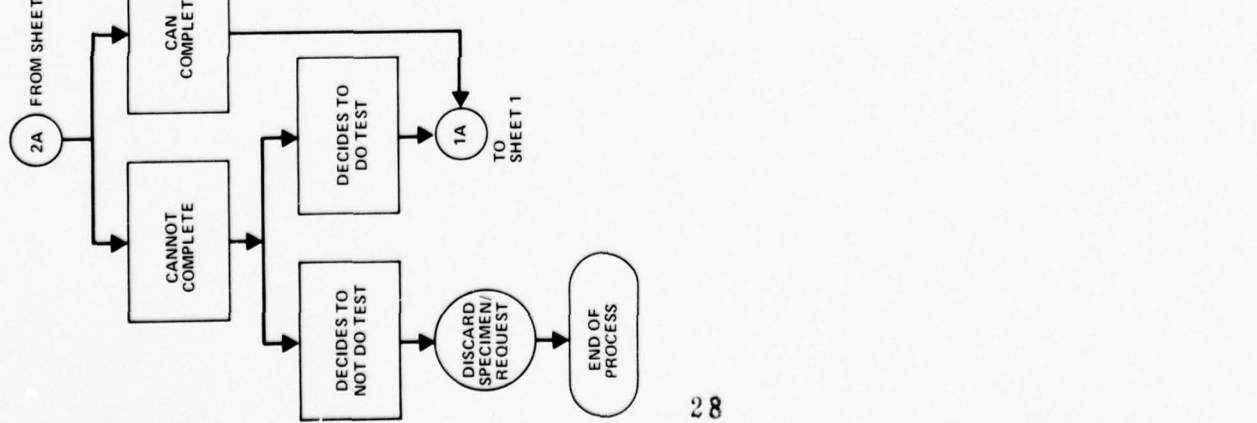 2A
FROM SHEET
CAN
CANNOT
COMPLETE
DECIDES TO
DO TEST
1A
TO
SHEET 1
DECIDES TO
NOT DO TEST
DISCARD
SPECIMEN/
REQUEST
END OF
PROCESS
28